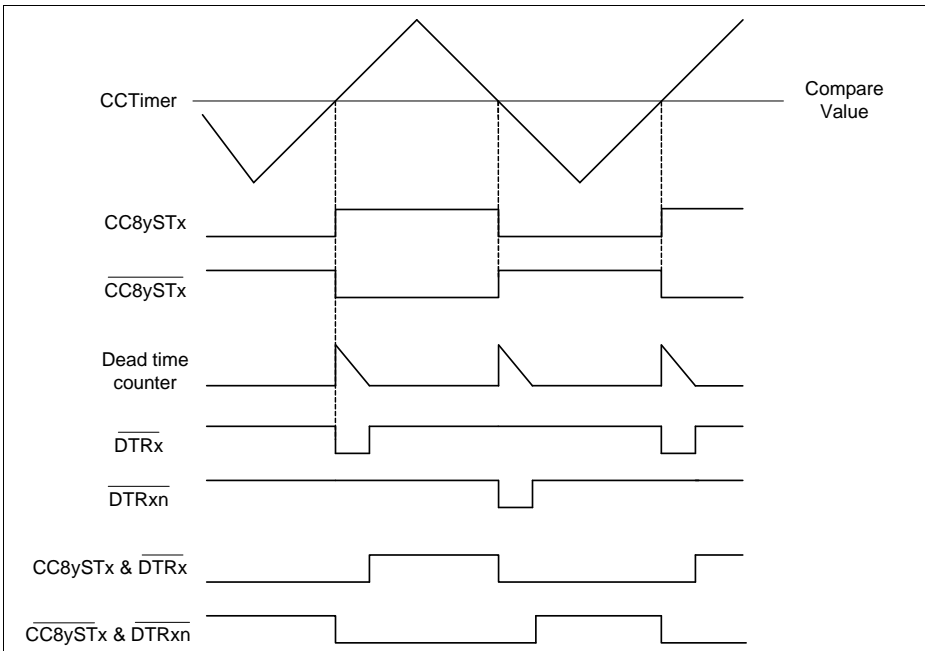 CCTimer
Compare
Value
CC8ySTx
CC8ySTx
Dead time
counter
DTRx
DTRxn
CC8ySTx & DTRx
CC8ySTx & DTRxn